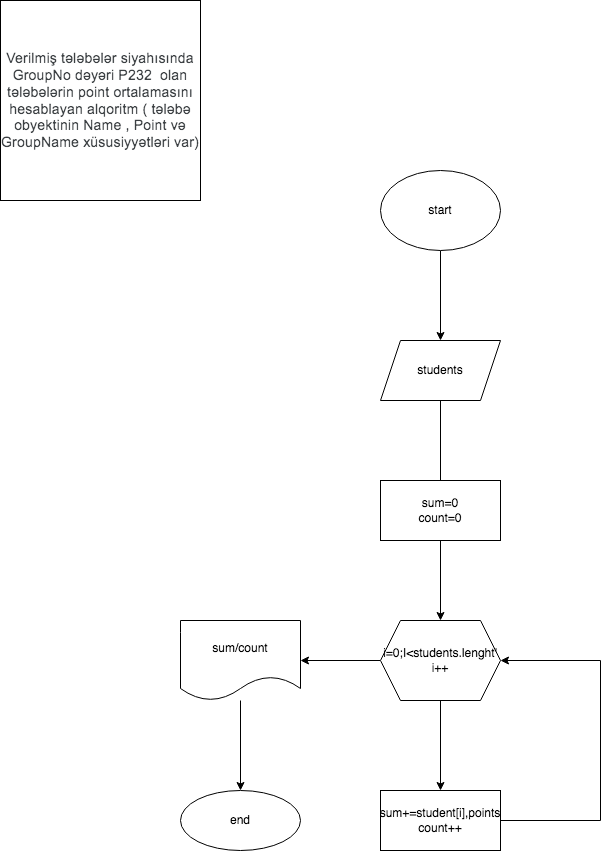 Verilmiş tələbələr siyahısında
GroupNo dəyəri P232 olan
tələbələrin point ortalamasını
hesablayan alqoritm ( tələbə
obyektinin Name , Point və
GroupName xüsusiyyətləri var)
start
students
sum=0
count=0
i=0;I<students.lenght'
i++
sum/count
sum+=student[i],points
count++
end